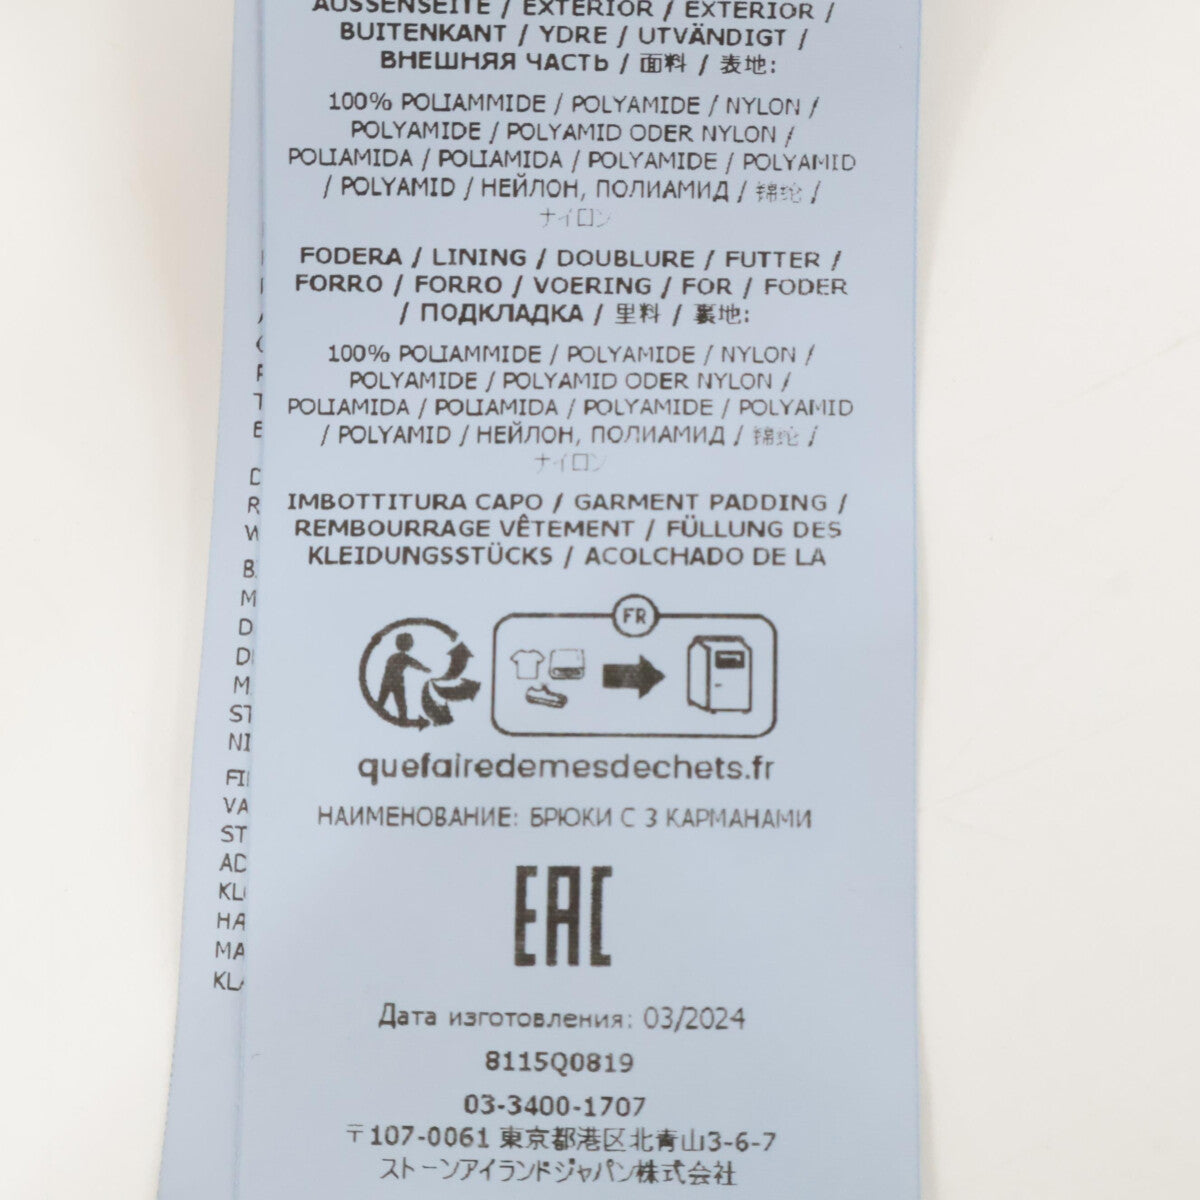 AUSSENSEITE / EXTERIOR / EXTERIOR /
BUITENKANT / YDRE / UTVÄNDIGT /
ВНЕШНЯЯ ЧАСТЬ / 面料 / 表地:
100% POLIAMMIDE / POLYAMIDE / NYLON /
POLYAMIDE / POLYAMID ODER NYLON /
POLIAMIDA / POLIAMIDA / POLYAMIDE / POLYAMID
/ POLYAMID / НЕЙЛОН, ПОЛИАМИД / 锦纶 /
ナイロン
FODERA / LINING / DOUBLURE / FUTTER /
FORRO / FORRO / VOERING / FOR / FODER
/ ПОДКЛАДКА / 里料 / 裏地:
100% POLIAMMIDE / POLYAMIDE / NYLON /
POLYAMIDE / POLYAMID ODER NYLON /
POLIAMIDA / POLIAMIDA / POLYAMIDE / POLYAMID
/ POLYAMID / НЕЙЛОН, ПОЛИАМИД / 锦纶 /
ナイロン
IMBOTTITURA CAPO / GARMENT PADDING /
REMBOURRAGE VÊTEMENT / FÜLLUNG DES
KLEIDUNGSSTÜCKS / ACOLCHADO DE LA
FR
quefairedemesdechets.fr
НАИМЕНОВАНИЕ: БРЮКИ С 3 КАРМАНАМИ
EAC
Дата изготовления: 03/2024
8115Q0819
03-3400-1707
〒107-0061 東京都港区北青山3-6-7
ストーンアイランドジャパン株式会社